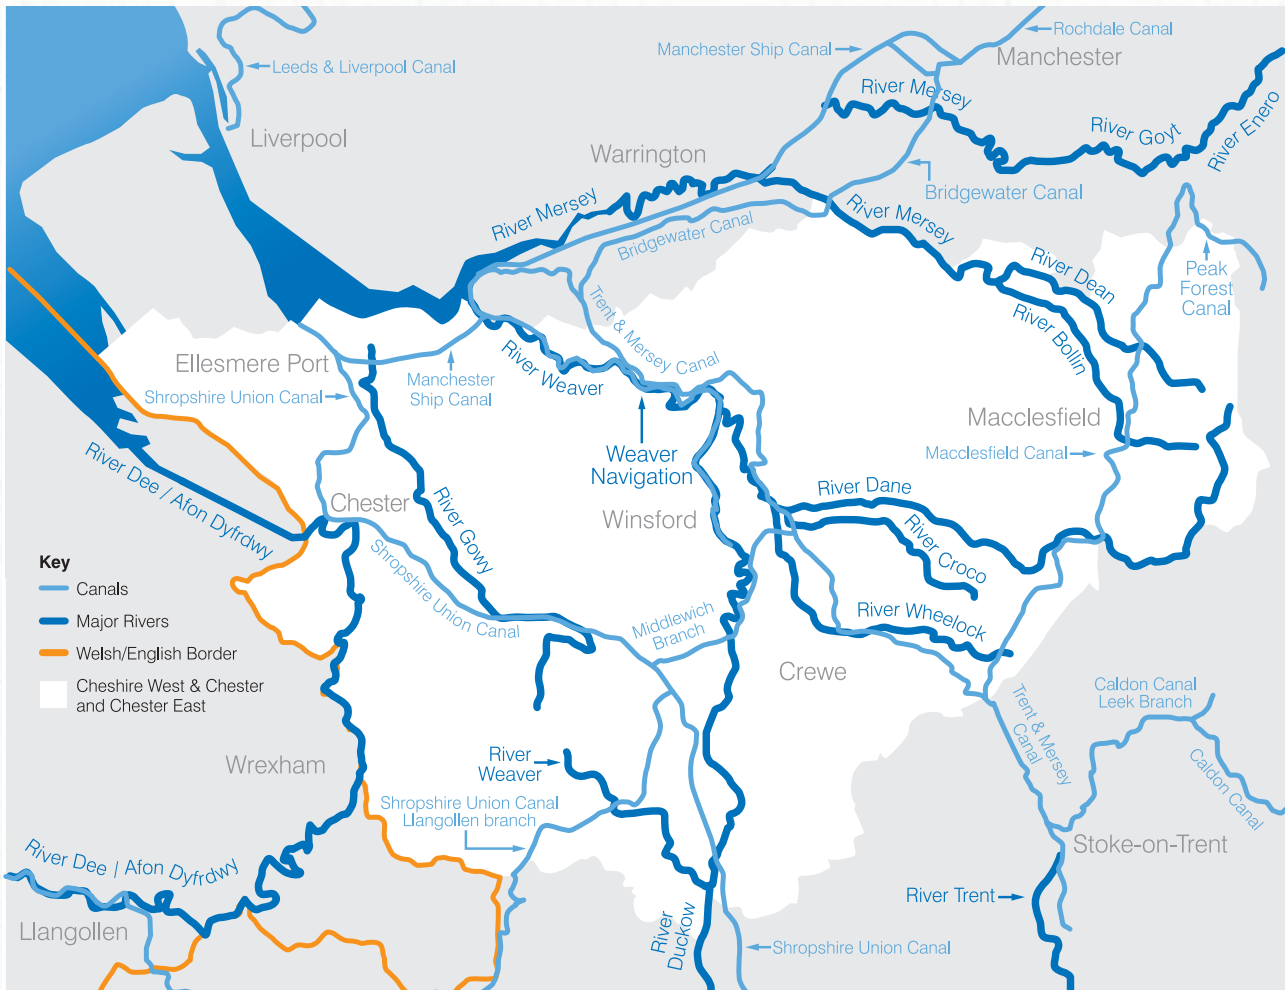 Rochdale Canal
Manchester Ship Canal
Manchester
Leeds & Liverpool Canal
River Mersey
River Enero
River Goyt
Liverpool
Warrington
Bridgewater Canal
River Mersey
River Mersey
Bridgewater Canal
River Dean
Peak
Forest
Canal
Trent & Mersey Canal
River Bollin
Ellesmere Port
River Weaver
Manchester
Ship Canal
Shropshire Union Canal
Macclesfield
Weaver
Navigation
Macclesfield Canal
River Dee / Afon Dyfrdwy
River Dane
Chester
River Gowy
Winsford
River Croco
Shropshire Union Canal
Key
Canals
Major Rivers
Welsh/English Border
Cheshire West & Chester
and Chester East
Middlewich
Branch
River Wheelock
Crewe
Trent & Mersey
Canal
Caldon Canal
Leek Branch
Caldon Canal
Wrexham
River
Weaver
Shropshire Union Canal
Llangollen branch
Stoke-on-Trent
River Dee / Afon Dyfrdwy
River Trent
Llangollen
River
Duckow
Shropshire Union Canal